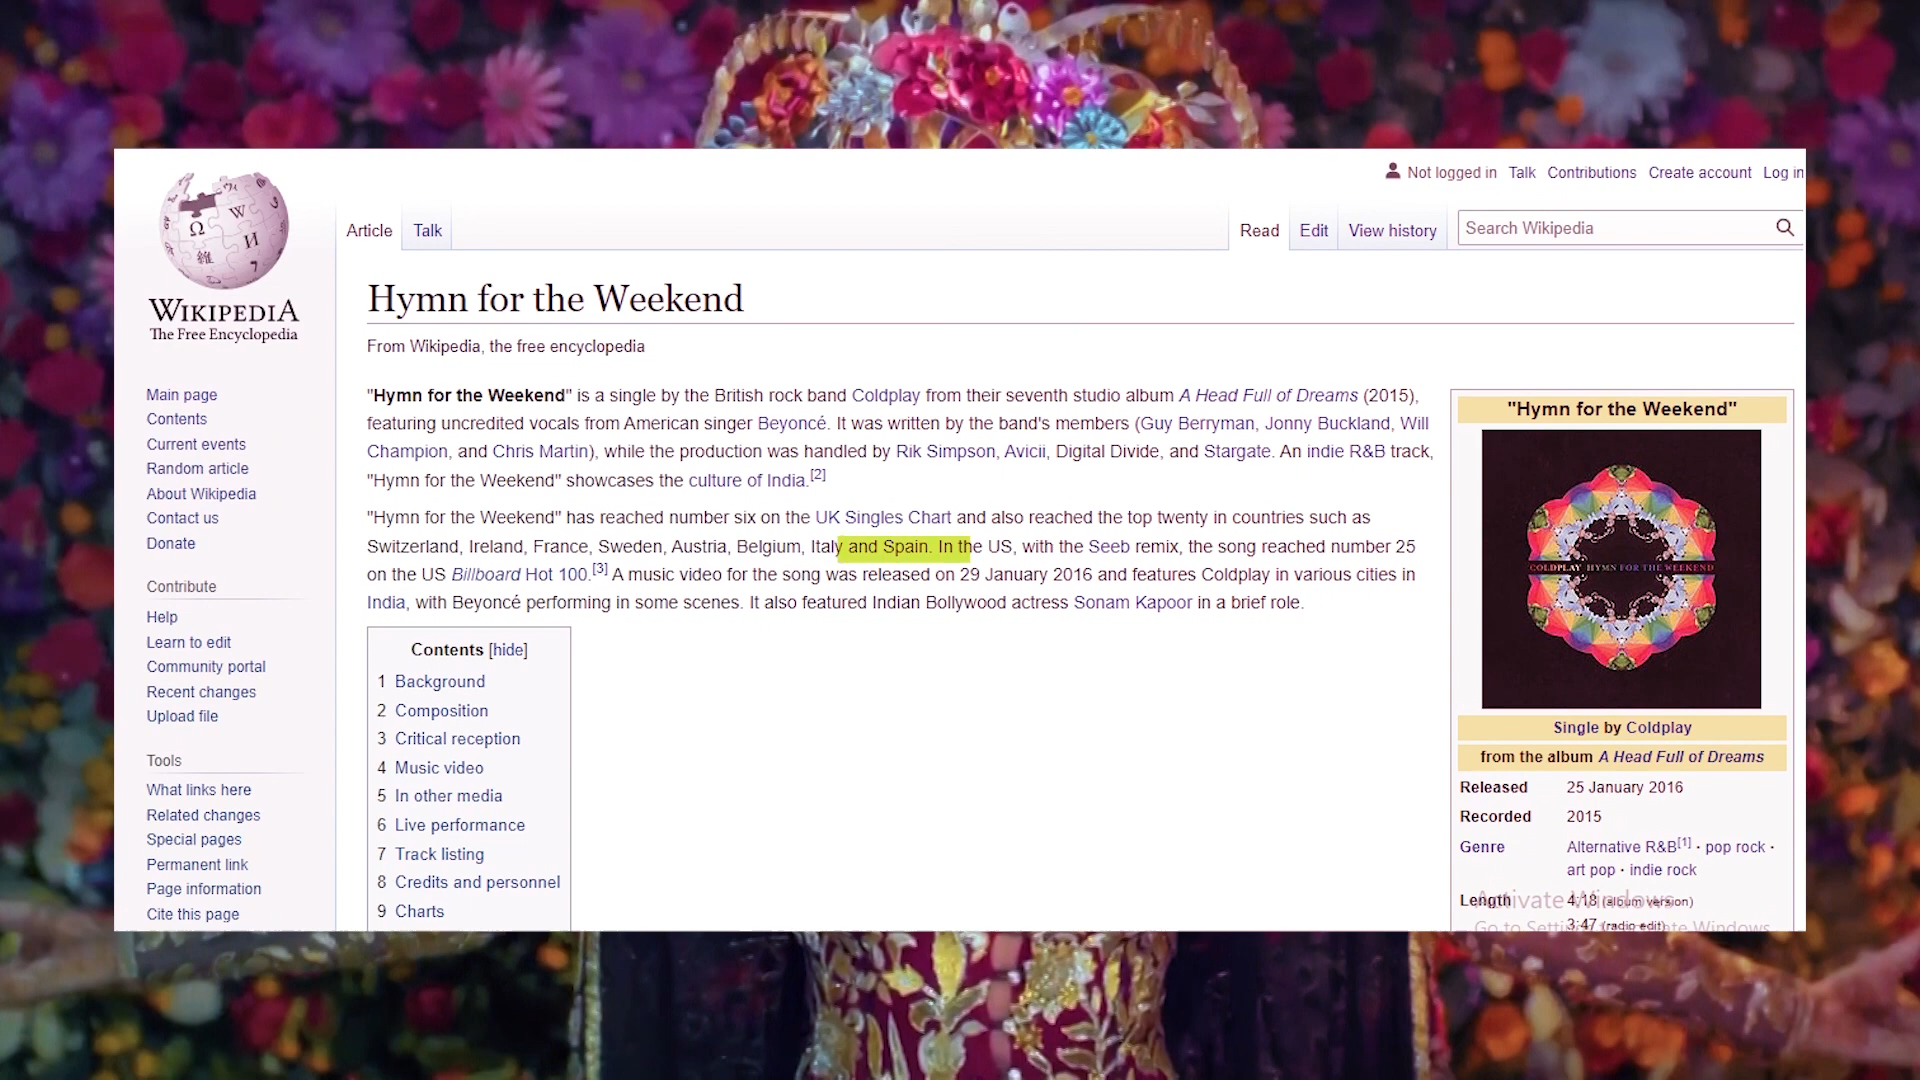 Not logged in Talk Contributions Create account Log in
Article Talk Read Edit View history Search Wikipedia
WIKIPEDIA
The Free Encyclopedia
Main page
Contents
Current events
Random article
About Wikipedia
Contact us
Donate
Contribute
Help
Learn to edit
Community portal
Recent changes
Upload file
Tools
What links here
Related changes
Special pages
Permanent link
Page information
Cite this page
Hymn for the Weekend
From Wikipedia, the free encyclopedia
"Hymn for the Weekend" is a single by the British rock band Coldplay from their seventh studio album A Head Full of Dreams (2015),
featuring uncredited vocals from American singer Beyoncé. It was written by the band's members (Guy Berryman, Jonny Buckland, Will
Champion, and Chris Martin), while the production was handled by Rik Simpson, Avicii, Digital Divide, and Stargate. An indie R&B track,
"Hymn for the Weekend" showcases the culture of India.[2]
"Hymn for the Weekend" has reached number six on the UK Singles Chart and also reached the top twenty in countries such as
Switzerland, Ireland, France, Sweden, Austria, Belgium, Italy and Spain. In the US, with the Seeb remix, the song reached number 25
on the US Billboard Hot 100.[3] A music video for the song was released on 29 January 2016 and features Coldplay in various cities in
India, with Beyoncé performing in some scenes. It also featured Indian Bollywood actress Sonam Kapoor in a brief role.
Contents [hide]
1 Background
2 Composition
3 Critical reception
4 Music video
5 In other media
6 Live performance
7 Track listing
8 Credits and personnel
9 Charts
"Hymn for the Weekend"
COLDPLAY HYMN FOR THE WEEKEND
Single by Coldplay
from the album A Head Full of Dreams
Released 25 January 2016
Recorded 2015
Genre Alternative R&B[1] · pop rock ·
art pop · indie rock
Length 4:18 (album version)
3:47 (radio edit)
Activate Windows
Go to Settings to activate Windows.